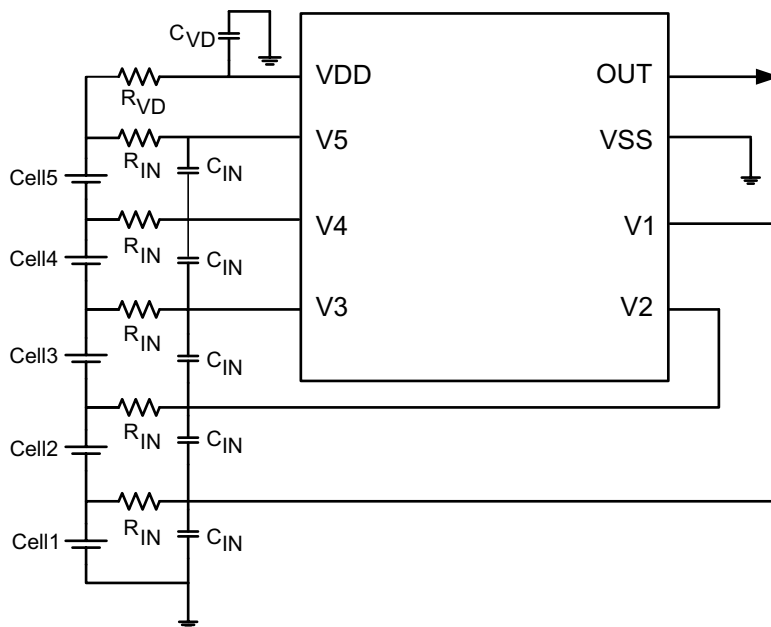 CVD
VDD
OUT
RVD
V5
VSS
RIN
CIN
Cell5
V4
V1
RIN
CIN
Cell4
V3
V2
RIN
CIN
Cell3
RIN
CIN
Cell2
RIN
CIN
Cell1